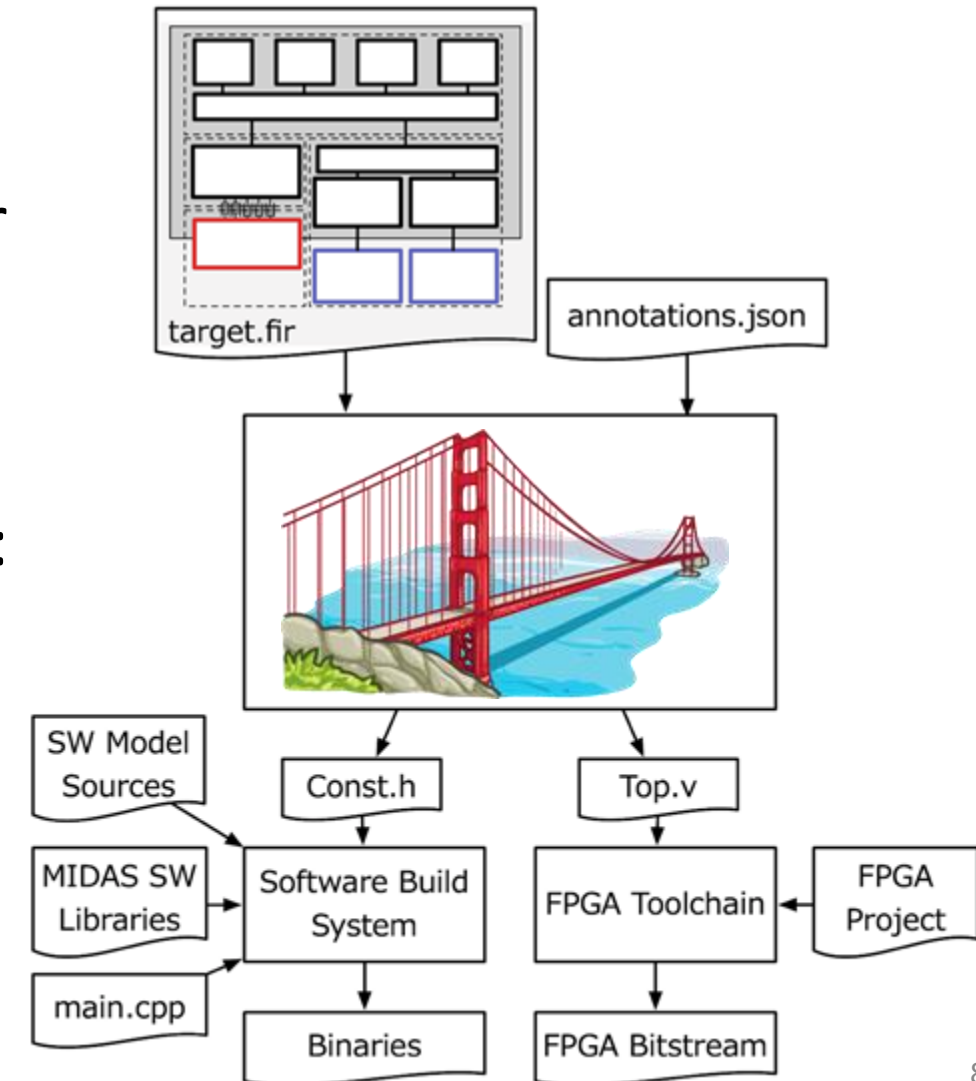 target.fir
annotations.json
SW Model
Sources
Const.h
Top.v
MIDAS SW
Libraries
Software Build
System
FPGA Toolchain
FPGA
Project
main.cpp
Binaries
FPGA Bitstream